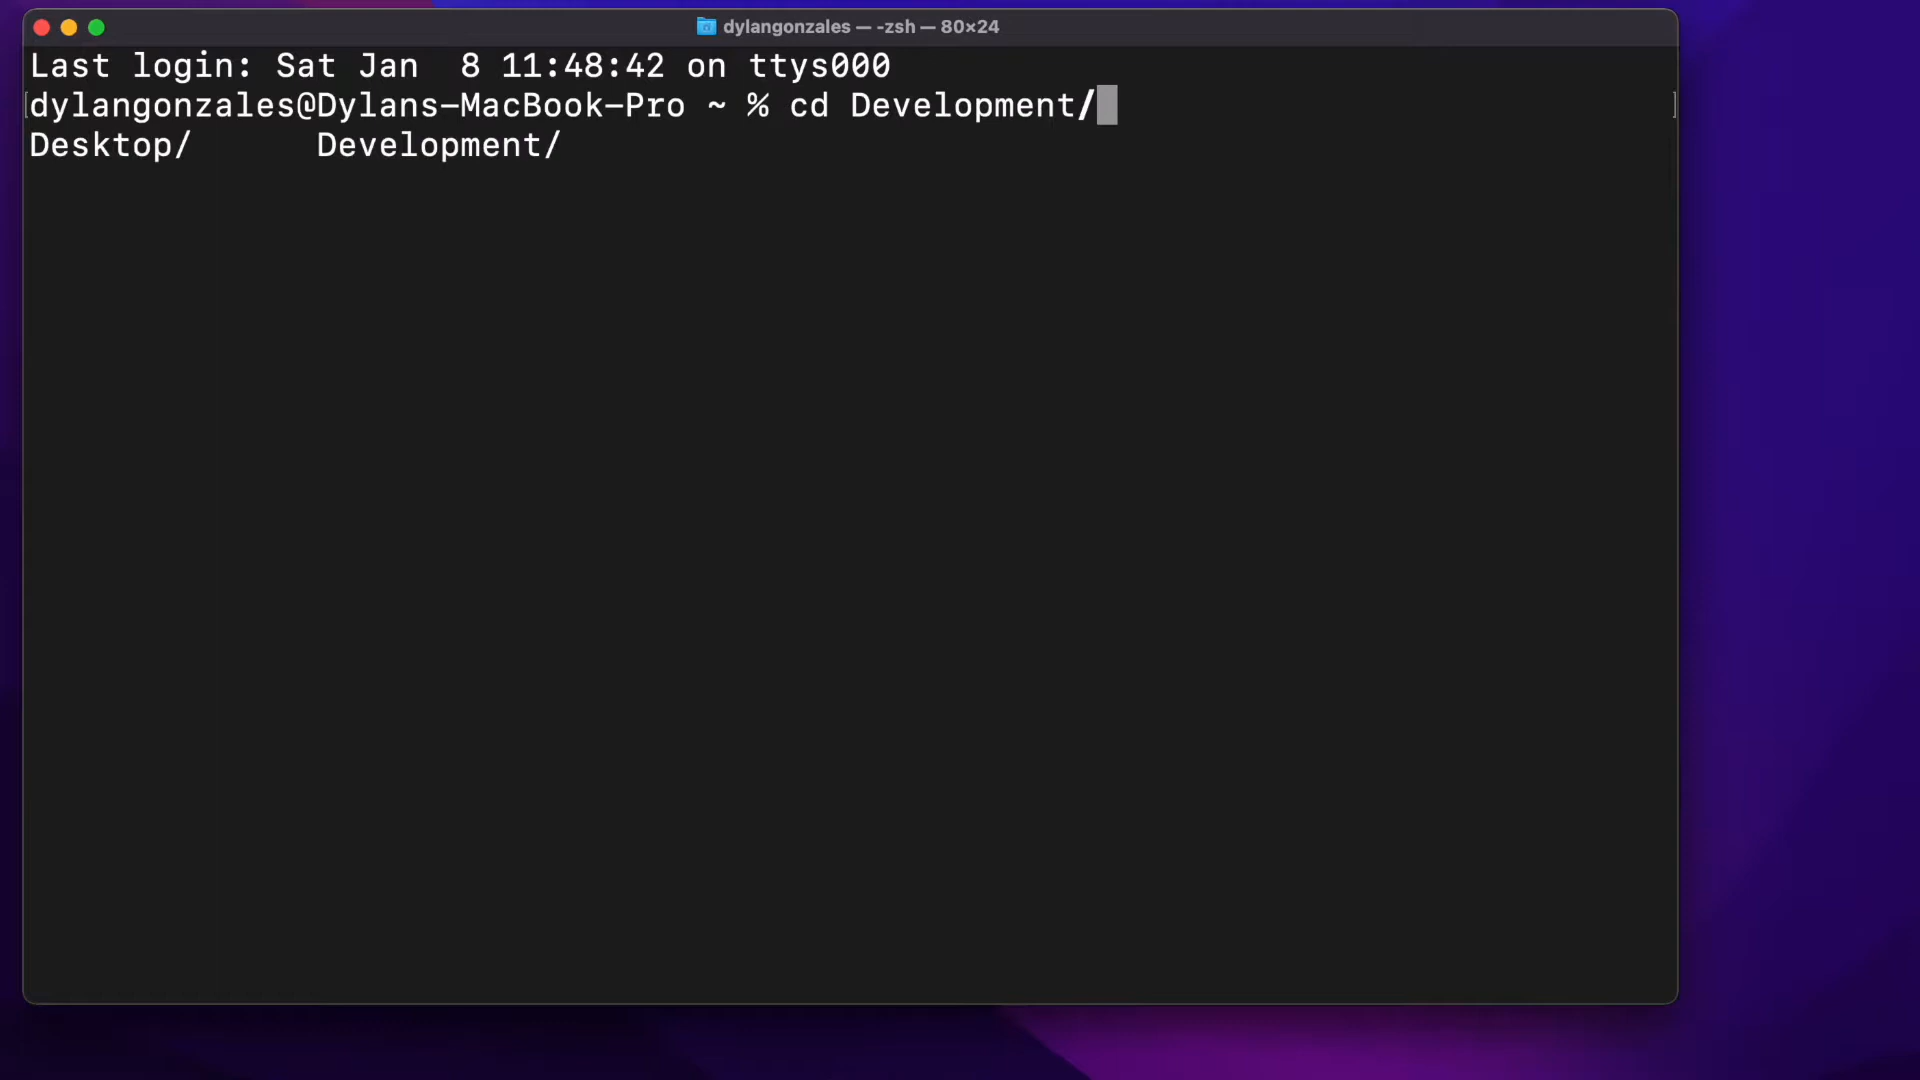 dylangonzales — -zsh — 80×24
Last login: Sat Jan  8 11:48:42 on ttys000
[dylangonzales@Dylans-MacBook-Pro ~ % cd Development/ ]
Desktop/      Development/